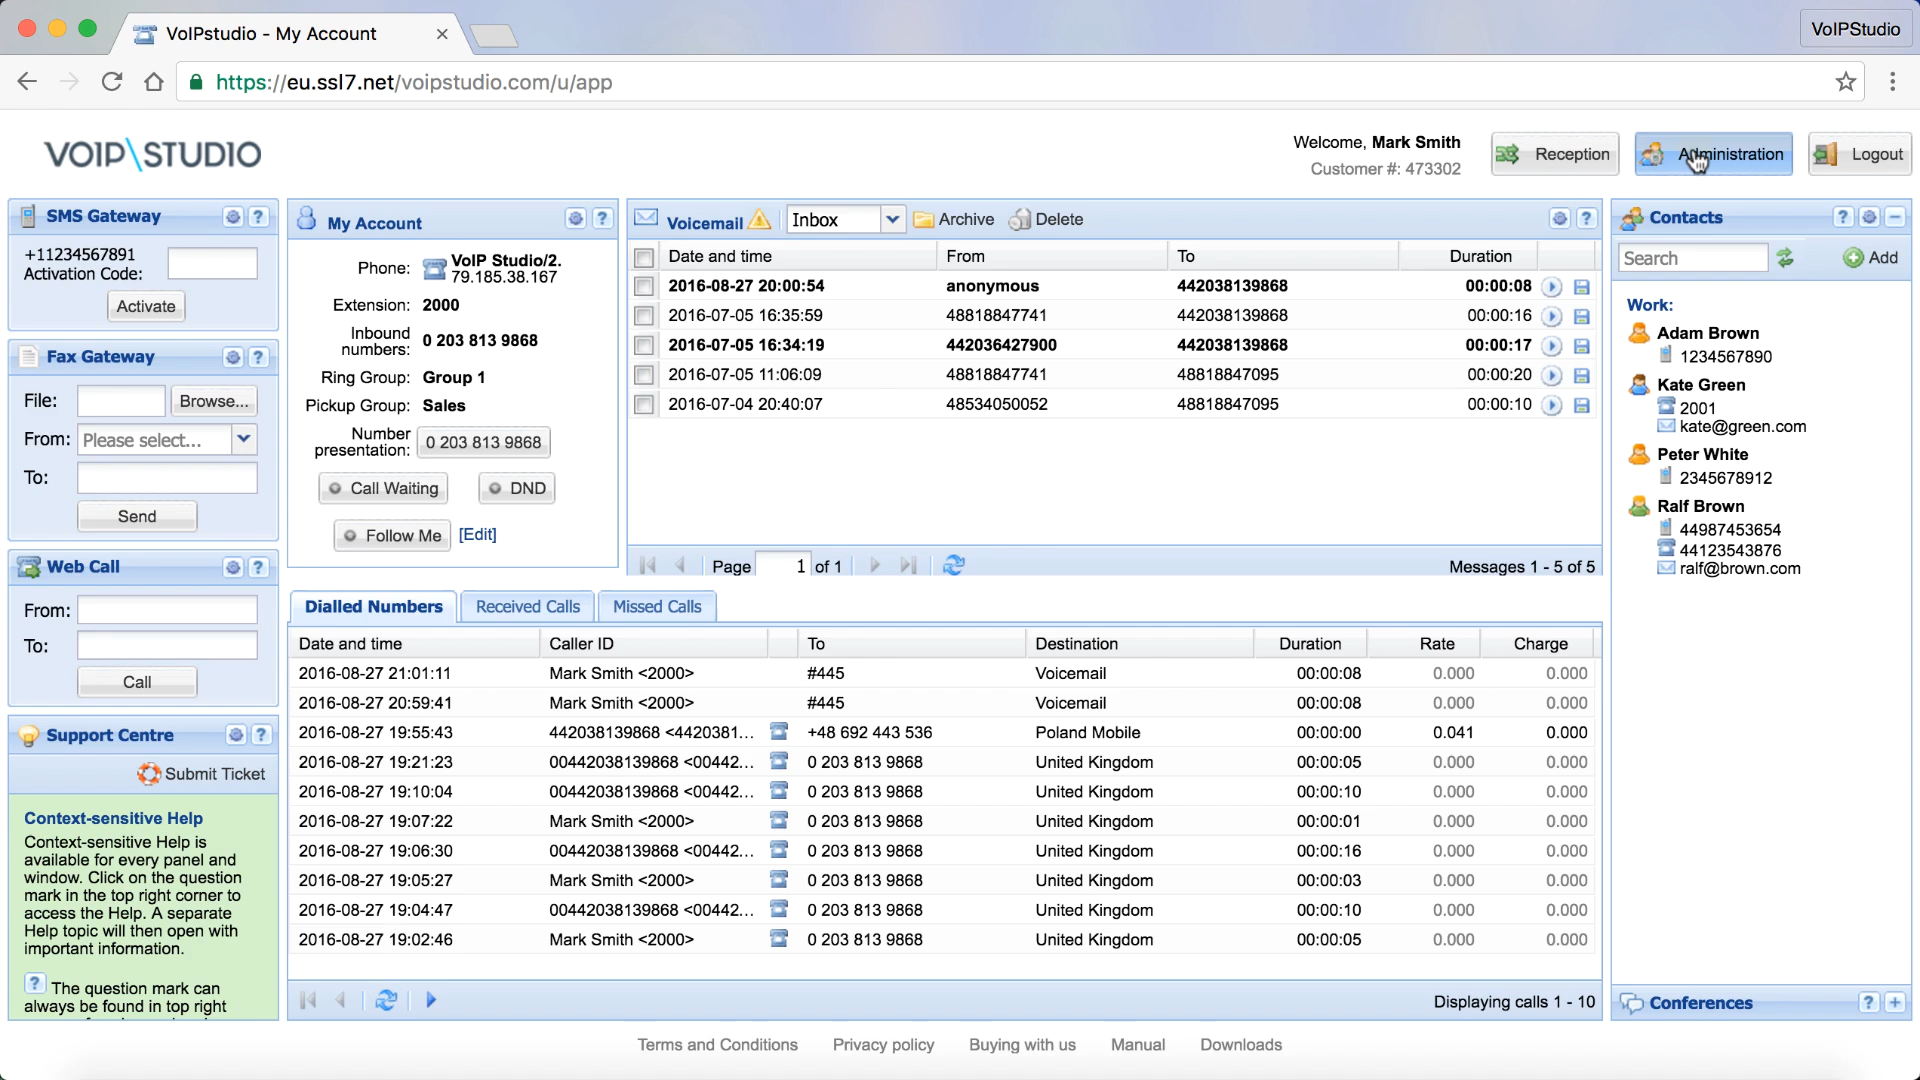 VoIPstudio - My Account
VoIPStudio
https://eu.ssl7.net/voipstudio.com/u/app
VOIP\STUDIO
Welcome, Mark Smith
Customer #: 473302
Reception
Administration
Logout
SMS Gateway
+11234567891
Activation Code:
Activate
Fax Gateway
File:
Browse...
From:
Please select...
To:
Send
Web Call
From:
To:
Call
Support Centre
Submit Ticket
Context-sensitive Help
Context-sensitive Help is
available for every panel and
window. Click on the question
mark in the top right corner to
access the Help. A separate
Help topic will then open with
important information.
The question mark can
always be found in top right
My Account
Phone: VoIP Studio/2.
79.185.38.167
Extension: 2000
Inbound
numbers: 0 203 813 9868
Ring Group: Group 1
Pickup Group: Sales
Number
presentation: 0 203 813 9868
Call Waiting
DND
Follow Me [Edit]
Voicemail
Inbox
Archive
Delete
Date and time From To Duration
2016-08-27 20:00:54 anonymous 442038139868 00:00:08
2016-07-05 16:35:59 48818847741 442038139868 00:00:16
2016-07-05 16:34:19 442036427900 442038139868 00:00:17
2016-07-05 11:06:09 48818847741 48818847095 00:00:20
2016-07-04 20:40:07 48534050052 48818847095 00:00:10
Page 1 of 1
Messages 1 - 5 of 5
Dialled Numbers
Received Calls
Missed Calls
Date and time Caller ID To Destination Duration Rate Charge
2016-08-27 21:01:11 Mark Smith <2000> #445 Voicemail 00:00:08 0.000 0.000
2016-08-27 20:59:41 Mark Smith <2000> #445 Voicemail 00:00:08 0.000 0.000
2016-08-27 19:55:43 442038139868 <4420381... +48 692 443 536 Poland Mobile 00:00:00 0.041 0.000
2016-08-27 19:21:23 00442038139868 <00442... 0 203 813 9868 United Kingdom 00:00:05 0.000 0.000
2016-08-27 19:10:04 00442038139868 <00442... 0 203 813 9868 United Kingdom 00:00:10 0.000 0.000
2016-08-27 19:07:22 Mark Smith <2000> 0 203 813 9868 United Kingdom 00:00:01 0.000 0.000
2016-08-27 19:06:30 00442038139868 <00442... 0 203 813 9868 United Kingdom 00:00:16 0.000 0.000
2016-08-27 19:05:27 Mark Smith <2000> 0 203 813 9868 United Kingdom 00:00:03 0.000 0.000
2016-08-27 19:04:47 00442038139868 <00442... 0 203 813 9868 United Kingdom 00:00:10 0.000 0.000
2016-08-27 19:02:46 Mark Smith <2000> 0 203 813 9868 United Kingdom 00:00:05 0.000 0.000
Displaying calls 1 - 10
Contacts
Search
Add
Work:
Adam Brown
1234567890
Kate Green
2001
kate@green.com
Peter White
2345678912
Ralf Brown
44987453654
44123543876
ralf@brown.com
Conferences
Terms and Conditions Privacy policy Buying with us Manual Downloads